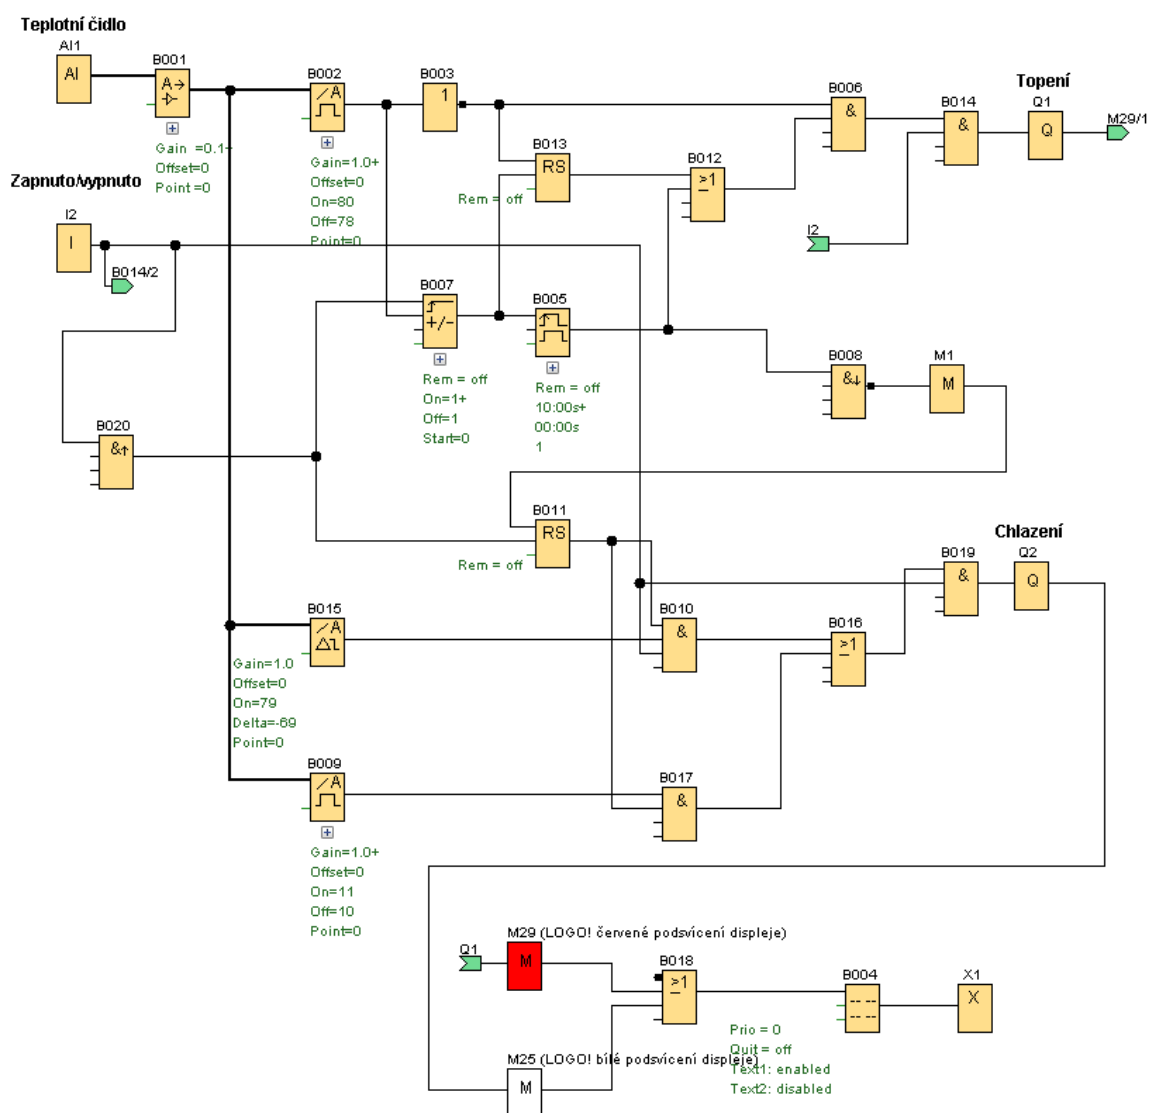 Teplotní čidlo
AI1
AI
B001
A→
Gain =0.1+
Offset=0
Point =0
B002
/A
Gain=1.0+
Offset=0
On=80
Off=78
Point=0
B003
1
B013
RS
Rem = off
B012
>1
B006
&
B014
&
Topení
Q1
Q
M29/1
I2
Zapnuto/vypnuto
I2
I
B014/2
B007
+/-
Rem = off
On=1+
Off=1
Start=0
B005
Rem = off
10:00s+
00:00s
1
B008
&↓
M1
M
B020
&↑
B011
RS
Rem = off
Chlazení
B019
&
Q2
Q
B015
/A
Gain=1.0
Offset=0
On=79
Delta=-69
Point=0
B010
&
B016
>1
B009
/A
Gain=1.0+
Offset=0
On=11
Off=10
Point=0
B017
&
M29 (LOGO! červené podsvícení displeje)
Q1
M
B018
>1
B004
X1
X
Prio = 0
Quit = off
Text1: enabled
Text2: disabled
M25 (LOGO! bílé podsvícení displeje)
M